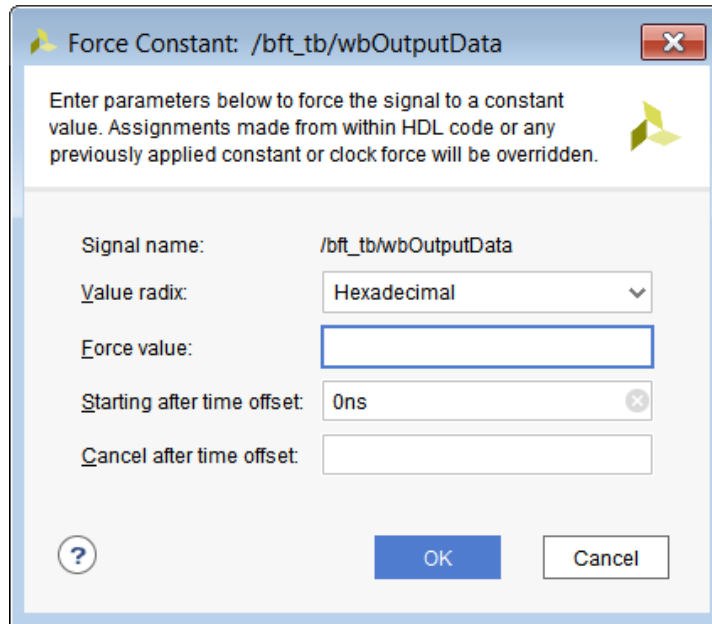 Force Constant: /bft_tb/wbOutputData
Enter parameters below to force the signal to a constant
value. Assignments made from within HDL code or any
previously applied constant or clock force will be overridden.
Signal name: /bft_tb/wbOutputData
Value radix: Hexadecimal
Force value:
Starting after time offset: 0ns
Cancel after time offset:
? OK Cancel